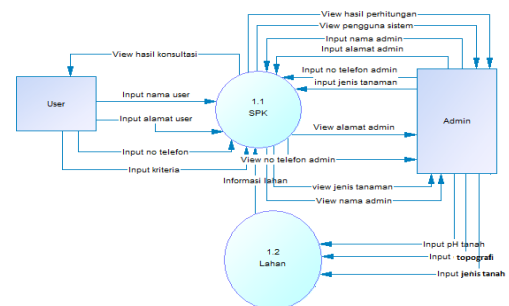 View hasil perhitungan
View pengguna sistem
Input nama admin
Input alamat admin
View hasil konsultasi
Input no telefon admin
input jenis tanaman
User
Input nama user
Input alamat user
Input no telefon
Input kriteria
1.1
SPK
Admin
View alamat admin
View no telefon admin
Informasi lahan
view jenis tanaman
View nama admin
1.2
Lahan
Input pH tanah
Input topografi
Input jenis tanah